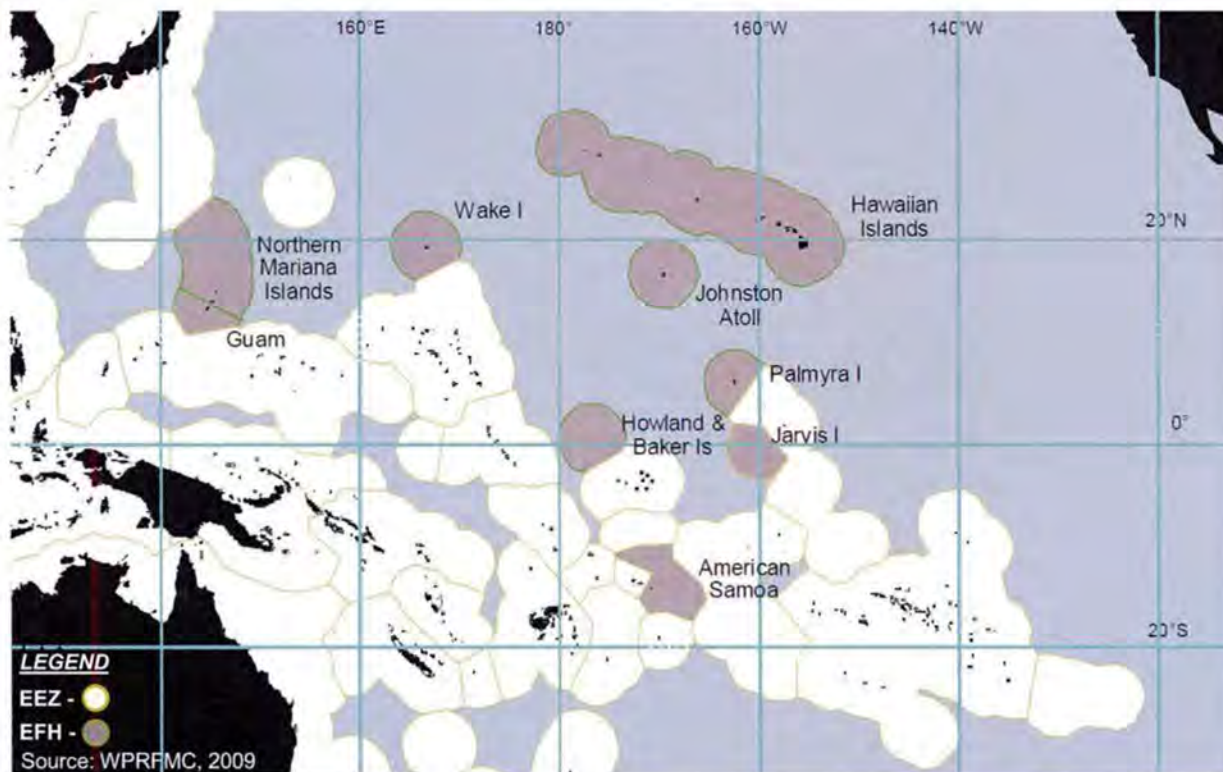 160°E
180°
160°W
140°W
Wake I
Hawaiian
Islands
20°N
Northern
Mariana
Islands
Johnston
Atoll
Guam
Palmyra I
Howland &
Baker Is
Jarvis I
0°
American
Samoa
20°S
LEGEND
EEZ -
EFH -
Source: WPRFMC, 2009